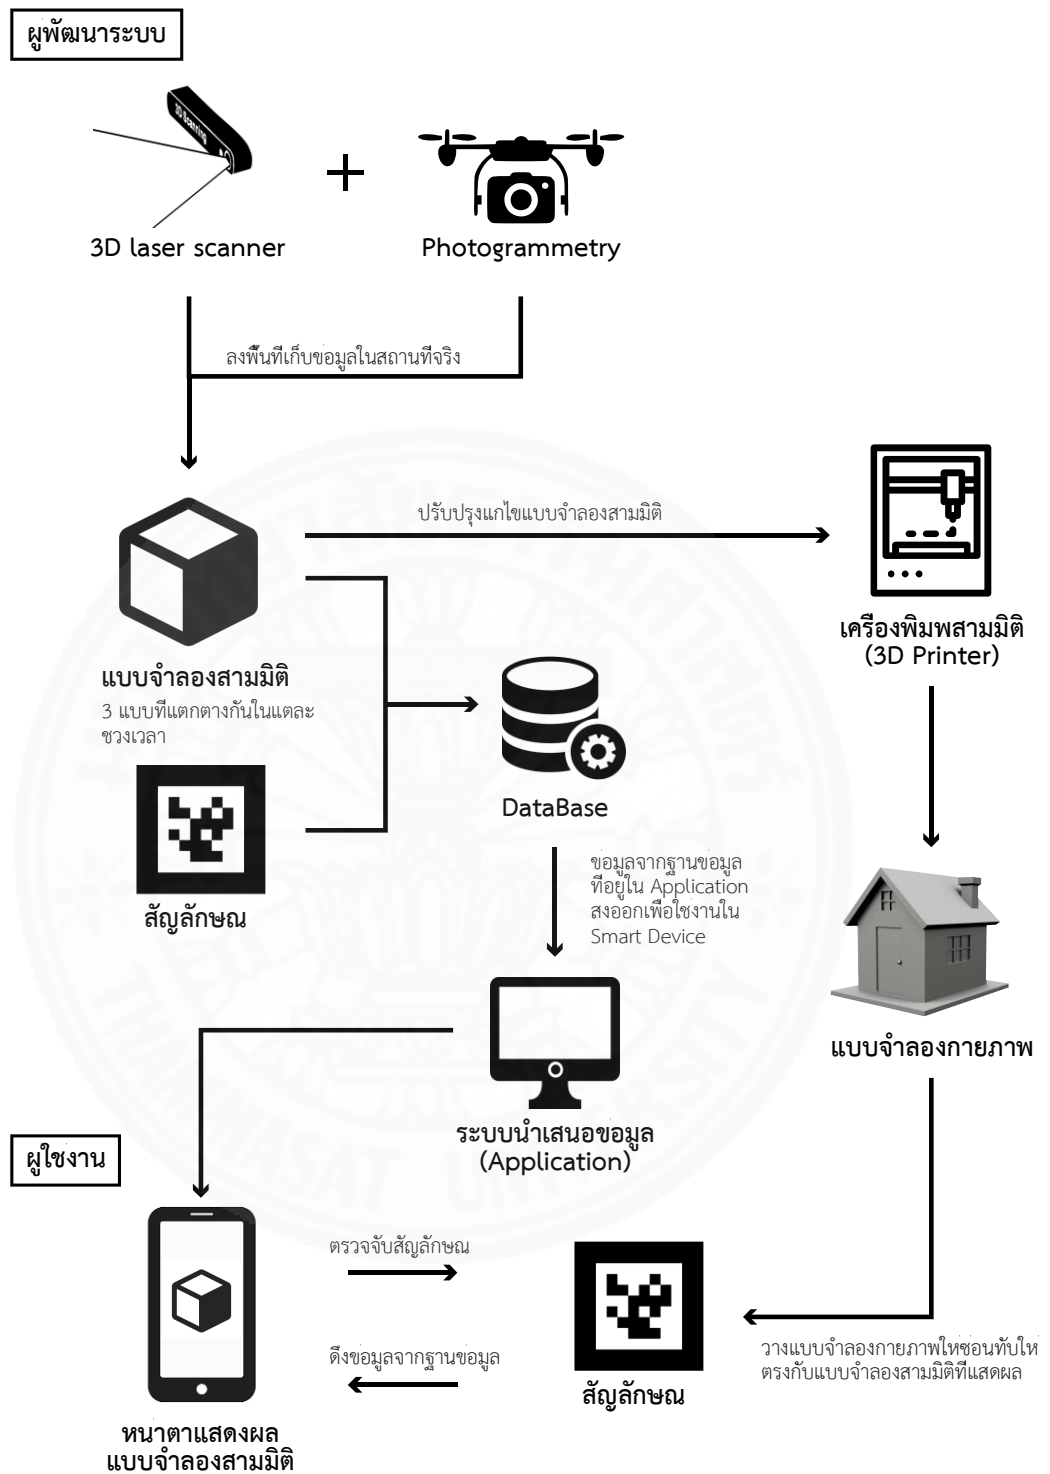 ผู้พัฒนาระบบ
3D Scanning
3D laser scanner
Photogrammetry
ลงพื้นที่เก็บข้อมูลในสถานที่จริง
ปรับปรุงแก้ไขแบบจำลองสามมิติ
เครื่องพิมพ์สามมิติ
(3D Printer)
แบบจำลองสามมิติ
3 แบบที่แตกต่างกันในแต่ละ
ช่วงเวลา
DataBase
สัญลักษณ์
ข้อมูลจากฐานข้อมูล
ที่อยู่ใน Application
ส่งออกเพื่อใช้งานใน
Smart Device
แบบจำลองกายภาพ
ระบบนำเสนอข้อมูล
(Application)
ผู้ใช้งาน
ตรวจจับสัญลักษณ์
ดึงข้อมูลจากฐานข้อมูล
สัญลักษณ์
วางแบบจำลองกายภาพให้ซ้อนทับให้
ตรงกับแบบจำลองสามมิติที่แสดงผล
หน้าต่างแสดงผล
แบบจำลองสามมิติ
THAMMASAT UNIVERSITY